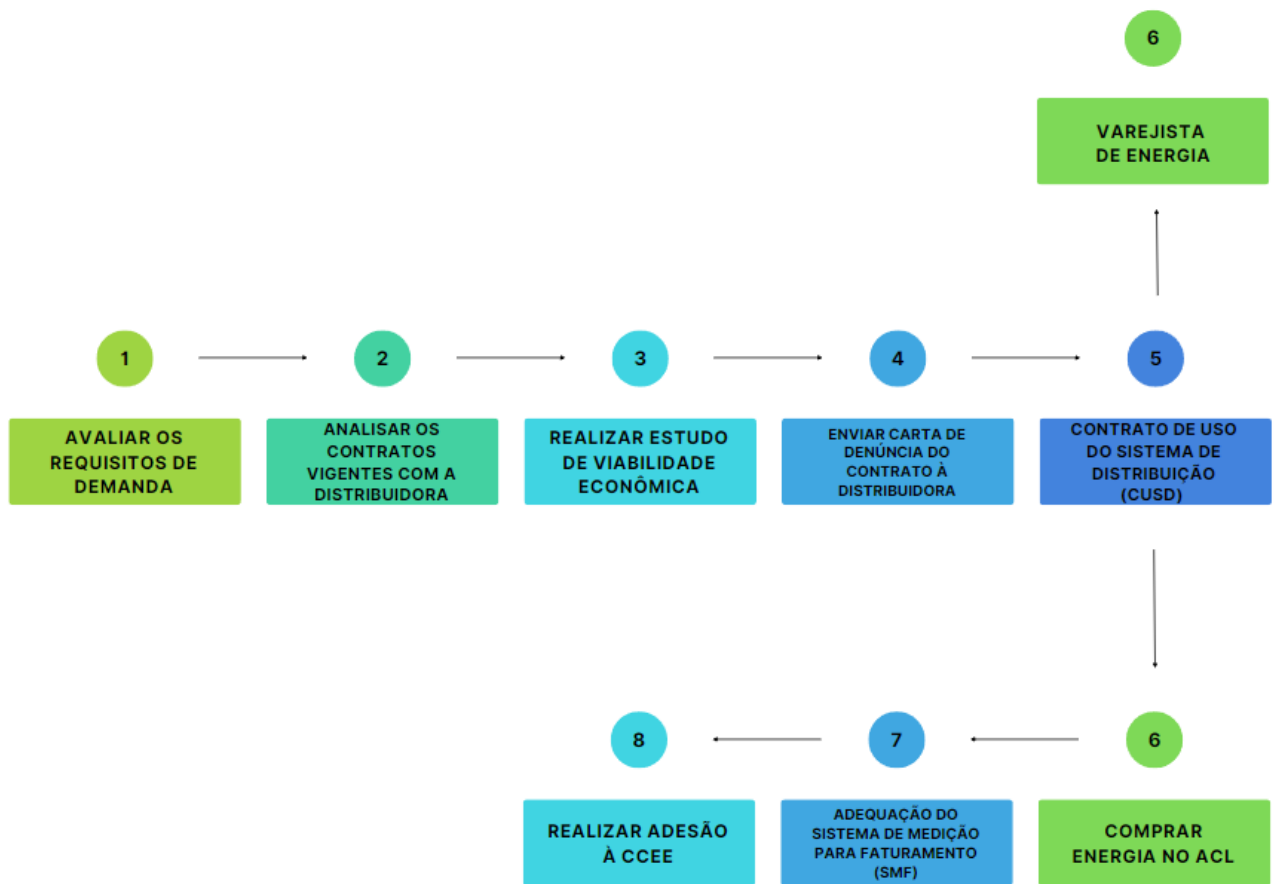 6
VAREJISTA
DE ENERGIA
1
AVALIAR OS
REQUISITOS DE
DEMANDA
2
ANALISAR OS
CONTRATOS
VIGENTES COM A
DISTRIBUIDORA
3
REALIZAR ESTUDO
DE VIABILIDADE
ECONÔMICA
4
ENVIAR CARTA DE
DENÚNCIA DO
CONTRATO À
DISTRIBUIDORA
5
CONTRATO DE USO
DO SISTEMA DE
DISTRIBUIÇÃO
(CUSD)
6
COMPRAR
ENERGIA NO ACL
7
ADEQUAÇÃO DO
SISTEMA DE MEDIÇÃO
PARA FATURAMENTO
(SMF)
8
REALIZAR ADESÃO
À CCEE